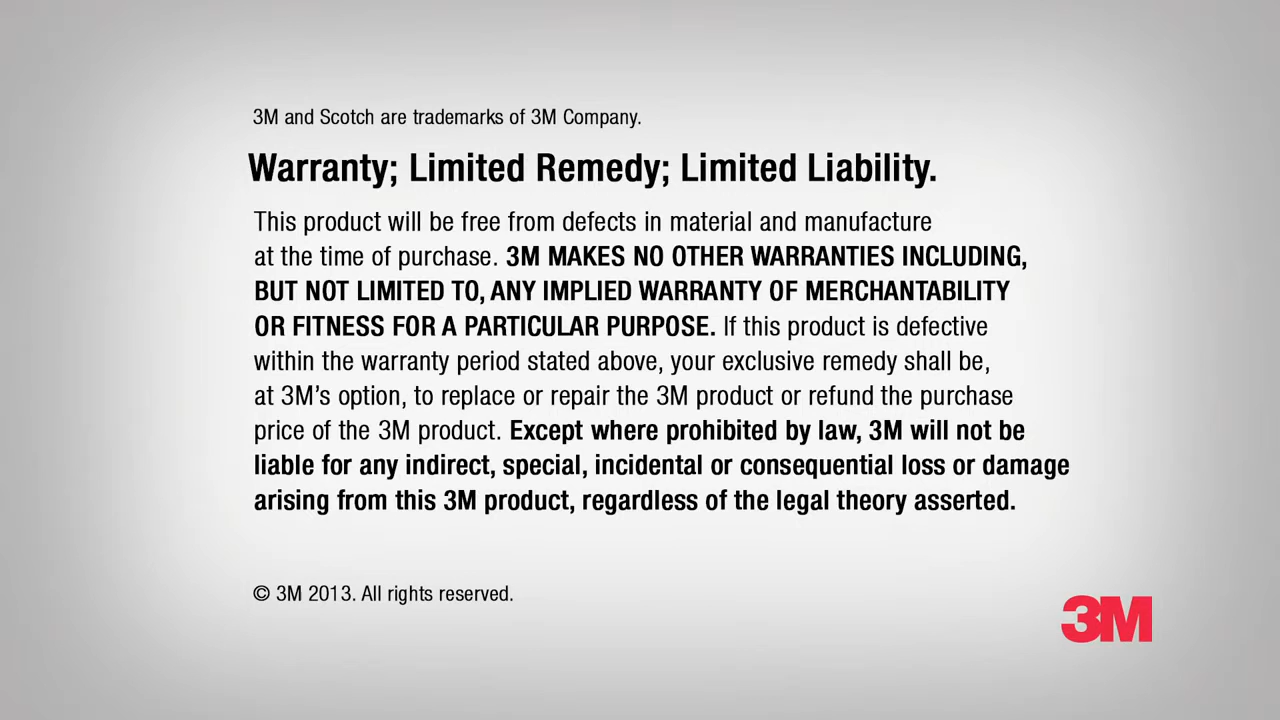 3M and Scotch are trademarks of 3M Company.
Warranty; Limited Remedy; Limited Liability.
This product will be free from defects in material and manufacture
at the time of purchase. 3M MAKES NO OTHER WARRANTIES INCLUDING,
BUT NOT LIMITED TO, ANY IMPLIED WARRANTY OF MERCHANTABILITY
OR FITNESS FOR A PARTICULAR PURPOSE. If this product is defective
within the warranty period stated above, your exclusive remedy shall be,
at 3M’s option, to replace or repair the 3M product or refund the purchase
price of the 3M product. Except where prohibited by law, 3M will not be
liable for any indirect, special, incidental or consequential loss or damage
arising from this 3M product, regardless of the legal theory asserted.
© 3M 2013. All rights reserved.
3M